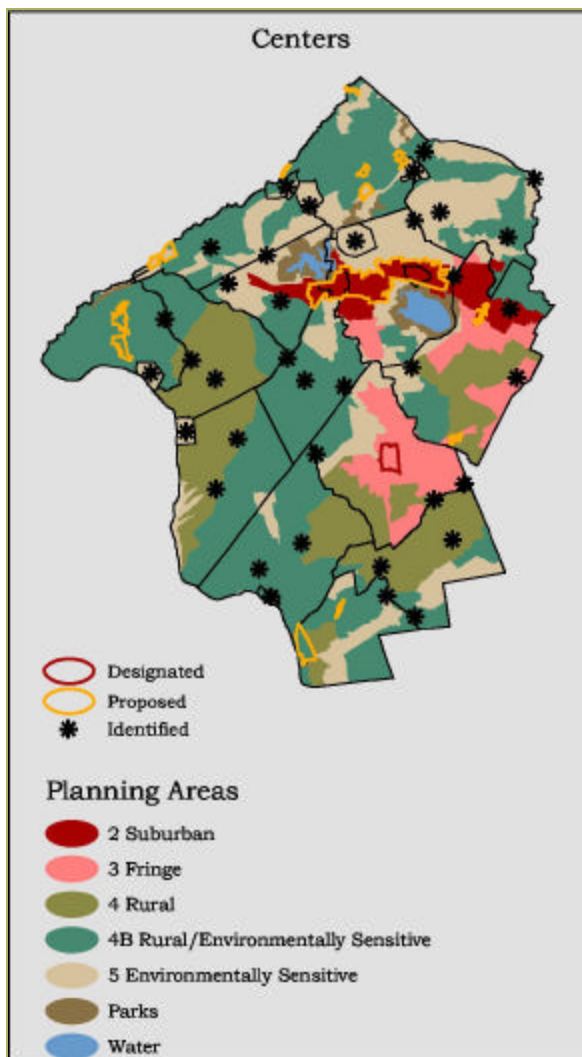 Centers
Designated
Proposed
Identified
Planning Areas
2 Suburban
3 Fringe
4 Rural
4B Rural/Environmentally Sensitive
5 Environmentally Sensitive
Parks
Water